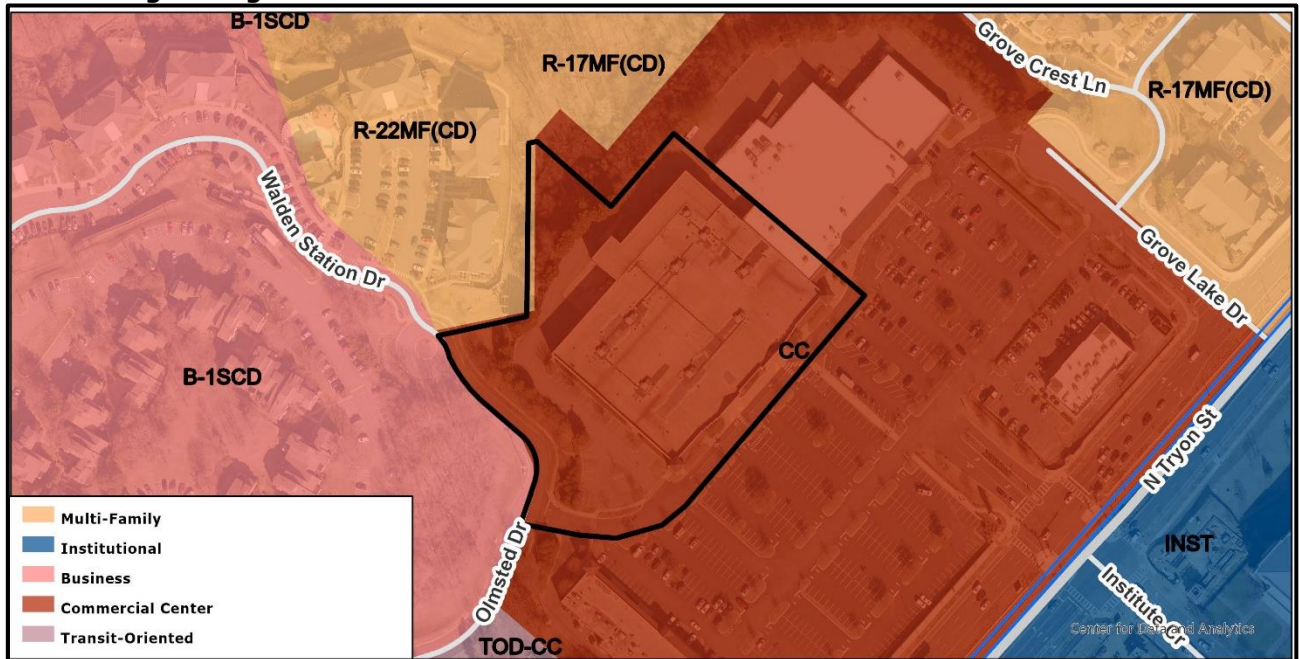 B-1SCD
R-17MF(CD)
Grove Crest Ln
R-17MF(CD)
R-22MF(CD)
Walden Station Dr
Grove Lake Dr
CC
B-1SCD
N Tryon St
Multi-Family
Institutional
Business
Commercial Center
Transit-Oriented
Olmsted Dr
INST
Institute Cr
Center for Data and Analytics
TOD-CC